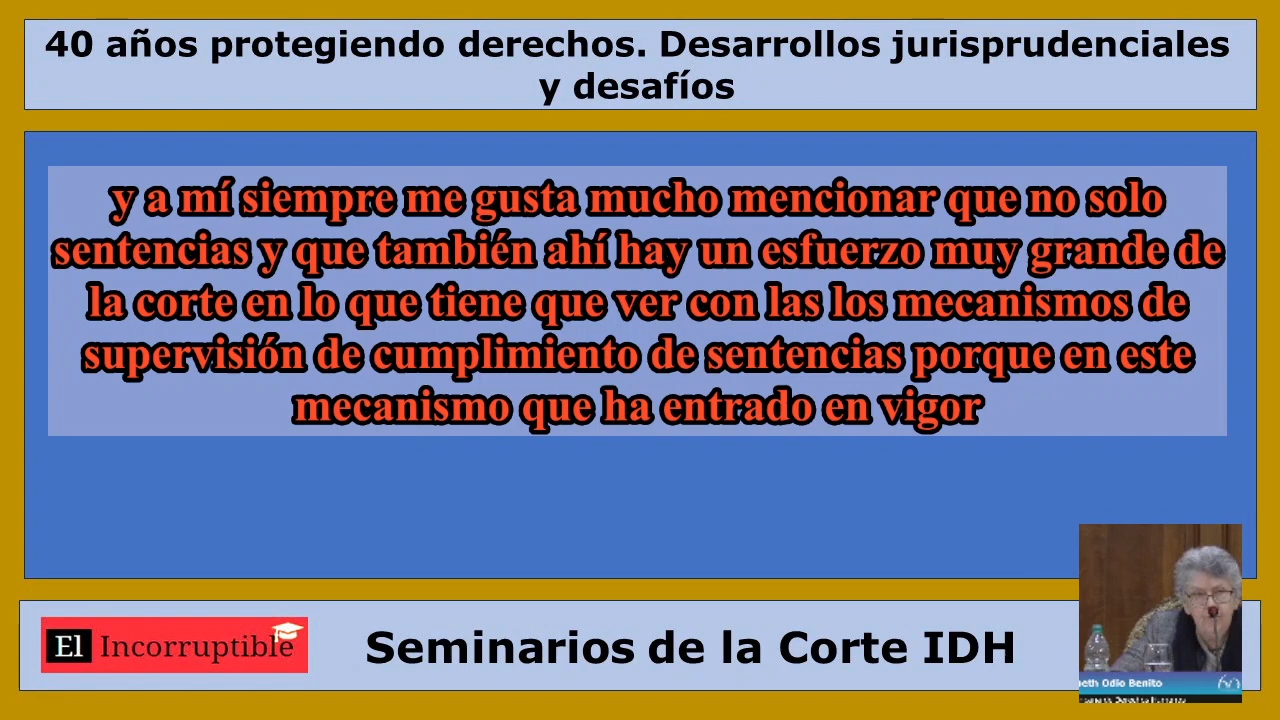 40 años protegiendo derechos. Desarrollos jurisprudenciales
y desafíos
y a mí siempre me gusta mucho mencionar que no solo
sentencias y que también ahí hay un esfuerzo muy grande de
la corte en lo que tiene que ver con las los mecanismos de
supervisión de cumplimiento de sentencias porque en este
mecanismo que ha entrado en vigor
El Incorruptible
Seminarios de la Corte IDH
beth Odio Benito